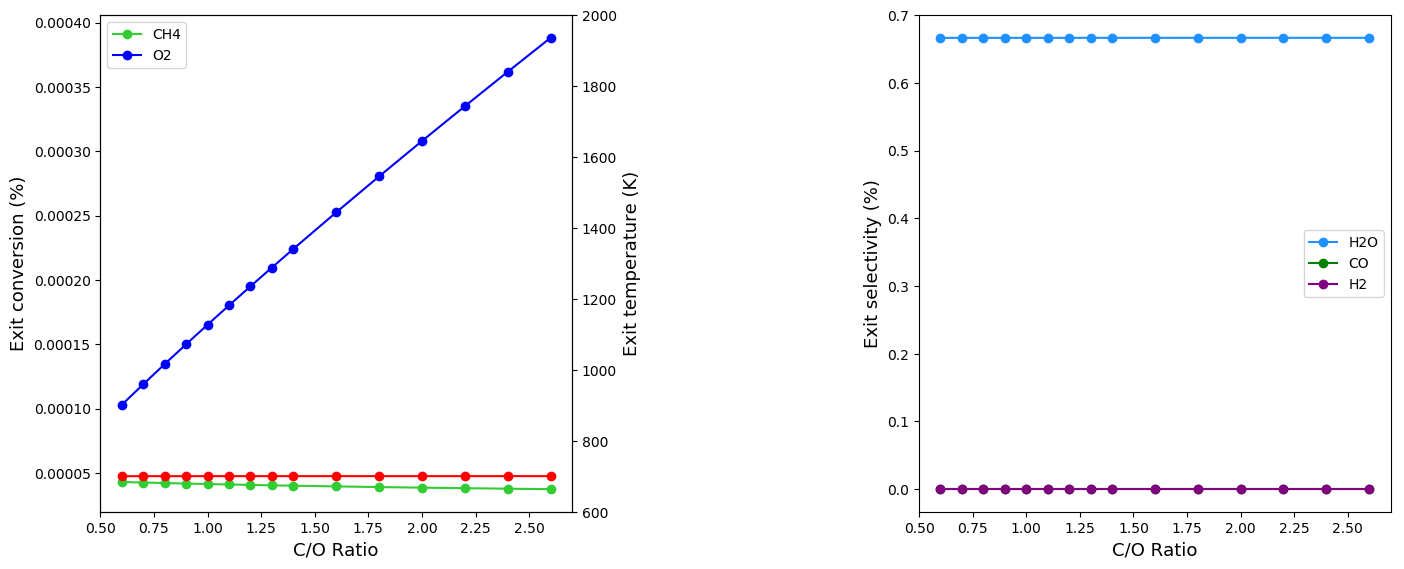 0.00040
0.00035
0.00030
0.00025
0.00020
0.00015
0.00010
0.00005
Exit conversion (%)
CH4
O2
0.50 0.75 1.00 1.25 1.50 1.75 2.00 2.25 2.50
C/O Ratio
2000
1800
1600
1400
1200
1000
800
600
Exit temperature (K)
0.7
0.6
0.5
0.4
0.3
0.2
0.1
0.0
Exit selectivity (%)
H2O
CO
H2
0.50 0.75 1.00 1.25 1.50 1.75 2.00 2.25 2.50
C/O Ratio